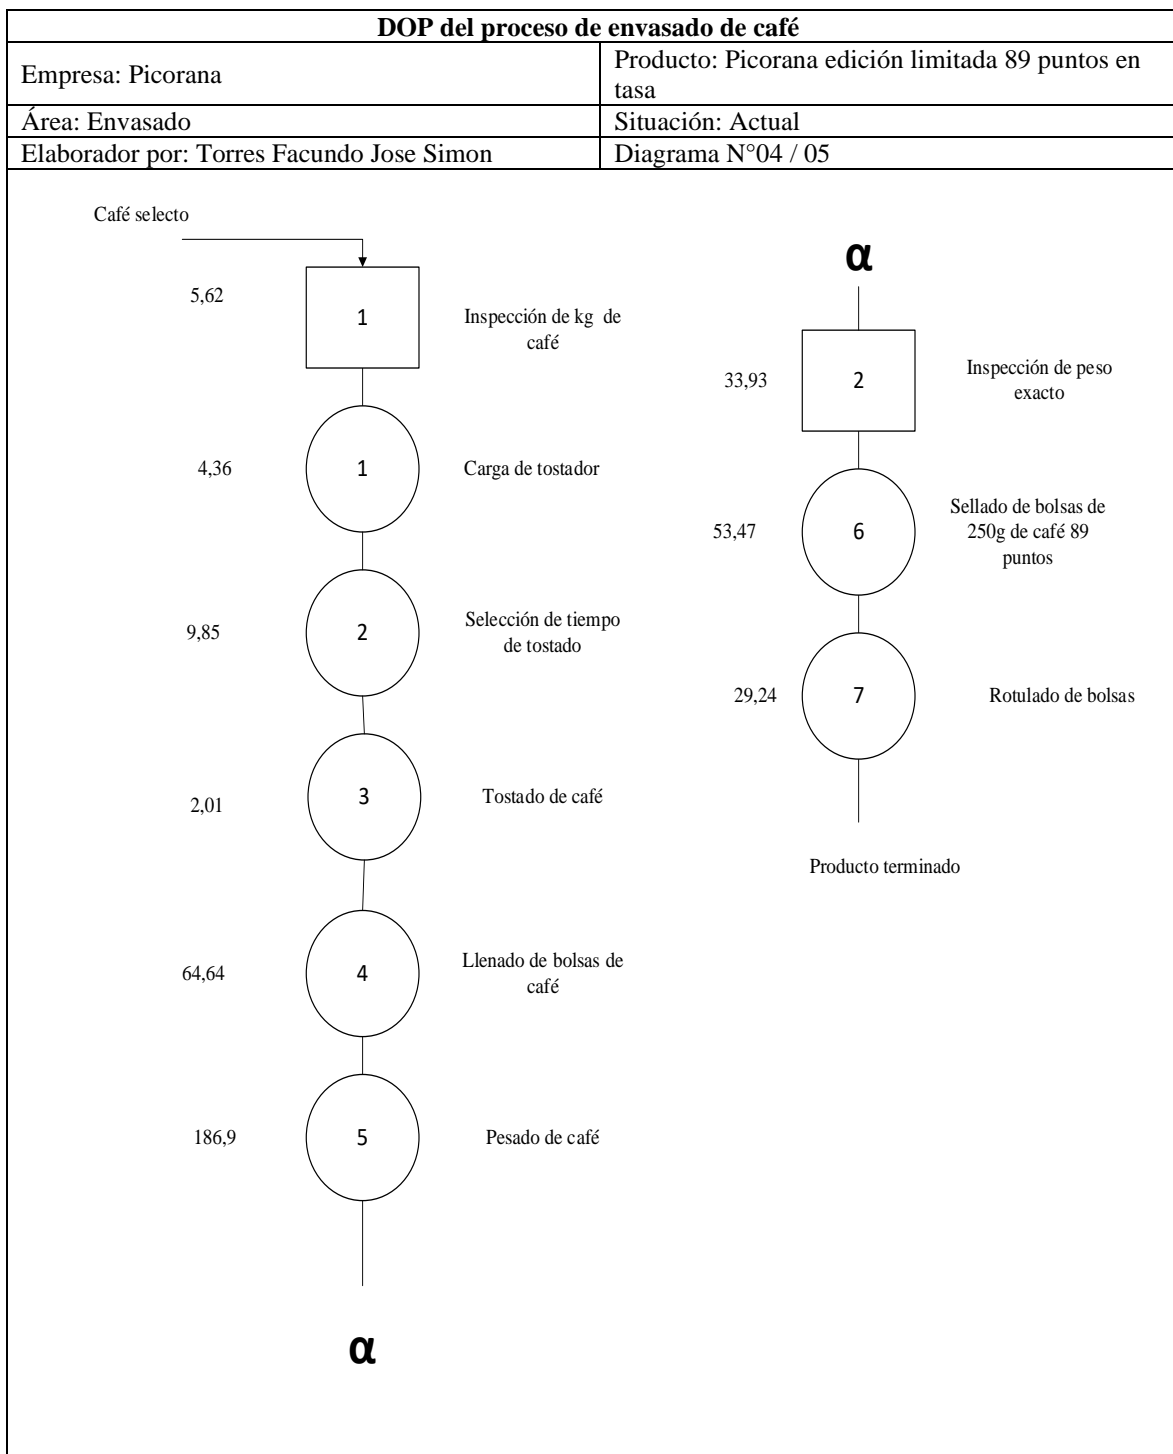 DOP del proceso de envasado de café
Empresa: Picorana
Producto: Picorana edición limitada 89 puntos en
tasa
Área: Envasado
Situación: Actual
Elaborador por: Torres Facundo Jose Simon
Diagrama N°04 / 05
Café selecto
5,62
1
Inspección de kg de
café
4,36
1
Carga de tostador
9,85
2
Selección de tiempo
de tostado
2,01
3
Tostado de café
64,64
4
Llenado de bolsas de
café
186,9
5
Pesado de café
α
α
33,93
2
Inspección de peso
exacto
53,47
6
Sellado de bolsas de
250g de café 89
puntos
29,24
7
Rotulado de bolsas
Producto terminado